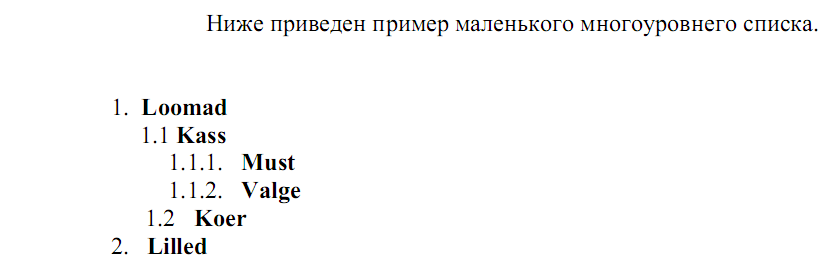 Ниже приведен пример маленького многоуровнего списка.
1. Loomad
1.1 Kass
1.1.1. Must
1.1.2. Valge
1.2 Koer
2. Lilled